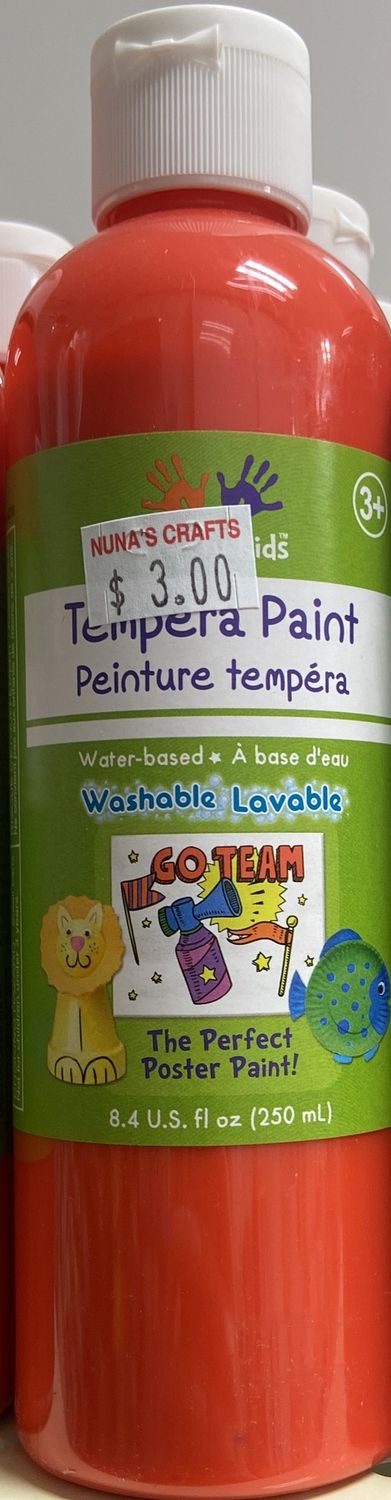 3+
NUNA'S CRAFTS
ids™
$ 3.00
Tempera Paint
Peinture tempéra
Water-based ★ À base d'eau
Washable Lavable
GO TEAM
The Perfect
Poster Paint!
8.4 U.S. fl oz (250 mL)